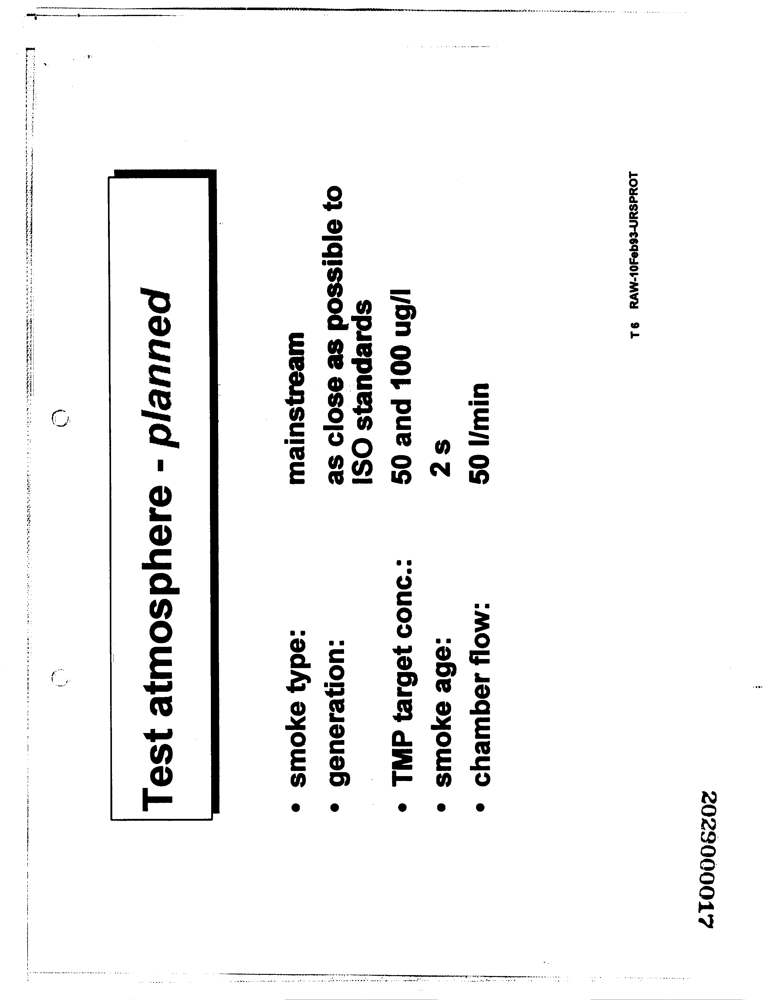 Test atmosphere - planned
• smoke type: mainstream
• generation: as close as possible to
ISO standards
• TMP target conc.: 50 and 100 ug/l
• smoke age: 2 s
• chamber flow: 50 l/min
T 6 RAW-10Feb93-URSPROT
2029000017